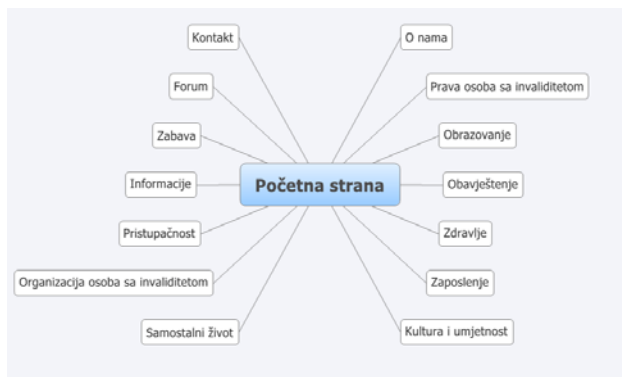 Kontakt
O nama
Forum
Prava osoba sa invaliditetom
Zabava
Obrazovanje
Informacije
Početna strana
Obavještenje
Pristupačnost
Zdravlje
Organizacija osoba sa invaliditetom
Zaposlenje
Samostalni život
Kultura i umjetnost